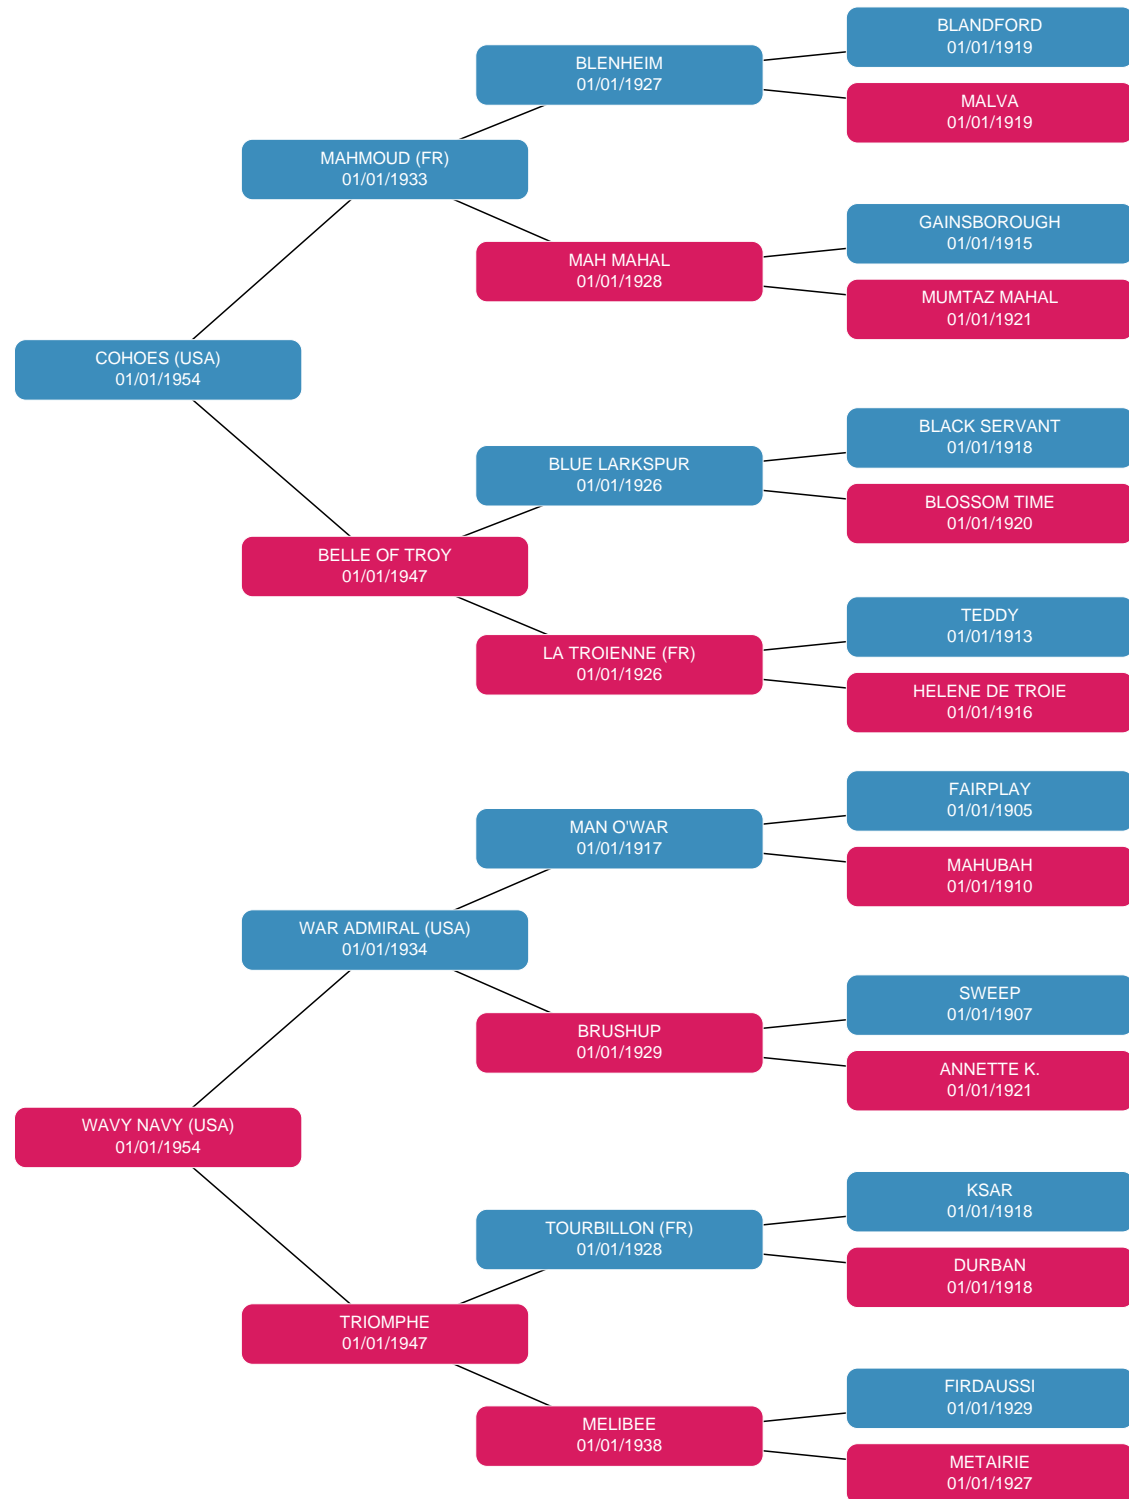 BLANDFORD
01/01/1919
BLENHEIM
01/01/1927
MALVA
01/01/1919
MAHMOUD (FR)
01/01/1933
GAINSBOROUGH
01/01/1915
MAH MAHAL
01/01/1928
MUMTAZ MAHAL
01/01/1921
COHOES (USA)
01/01/1954
BLACK SERVANT
01/01/1918
BLUE LARKSPUR
01/01/1926
BLOSSOM TIME
01/01/1920
BELLE OF TROY
01/01/1947
TEDDY
01/01/1913
LA TROIENNE (FR)
01/01/1926
HELENE DE TROIE
01/01/1916
FAIRPLAY
01/01/1905
MAN O'WAR
01/01/1917
MAHUBAH
01/01/1910
WAR ADMIRAL (USA)
01/01/1934
SWEEP
01/01/1907
BRUSHUP
01/01/1929
ANNETTE K.
01/01/1921
WAVY NAVY (USA)
01/01/1954
KSAR
01/01/1918
TOURBILLON (FR)
01/01/1928
DURBAN
01/01/1918
TRIOMPHE
01/01/1947
FIRDAUSSI
01/01/1929
MELIBEE
01/01/1938
METAIRIE
01/01/1927